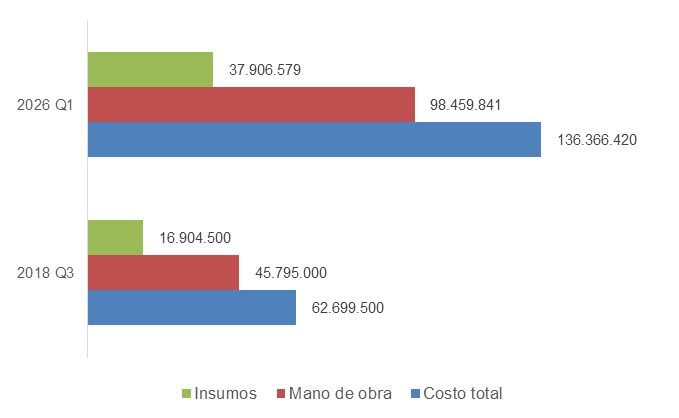 37.906.579
2026 Q1
98.459.841
136.366.420
16.904.500
2018 Q3
45.795.000
62.699.500
Insumos Mano de obra Costo total